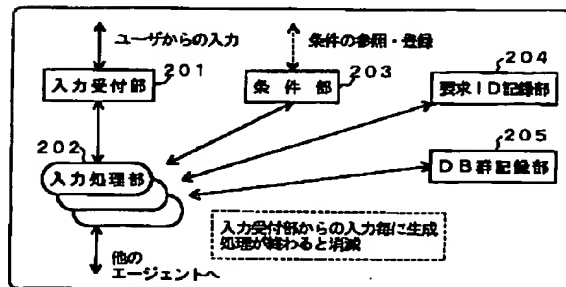 ユーザからの入力
条件の参照・登録
201
203
204
入力受付部
条件部
要求ID記録部
202
205
入力処理部
DB群記録部
入力受付部からの入力毎に生成
処理が終わると消滅
他の
エージェントへ